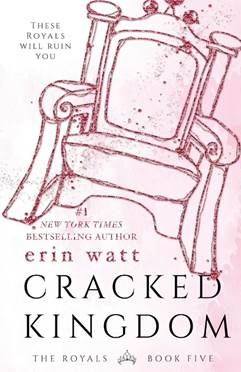 THESE
ROYALS
WILL RUIN
YOU
#1
NEW YORK TIMES
BESTSELLING AUTHOR
erin watt
CRACKED
KINGDOM
THE ROYALS BOOK FIVE